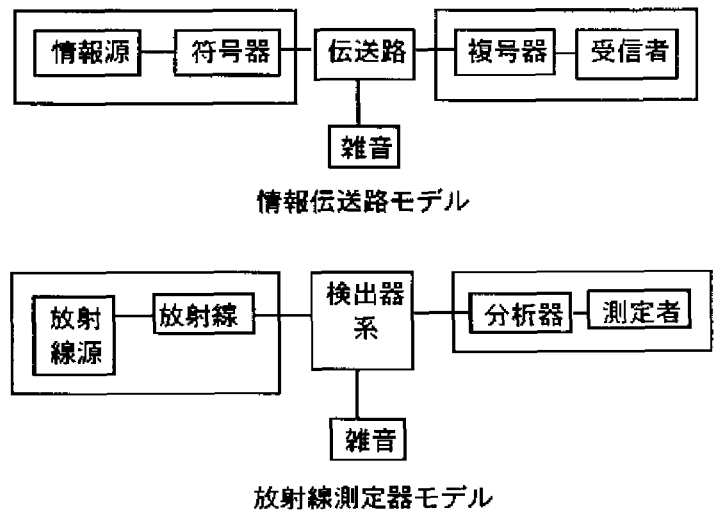 情報源
符号器
伝送路
複号器
受信者
雑音
情報伝送路モデル
放射
線源
放射線
検出器
系
分析器
測定者
雑音
放射線測定器モデル